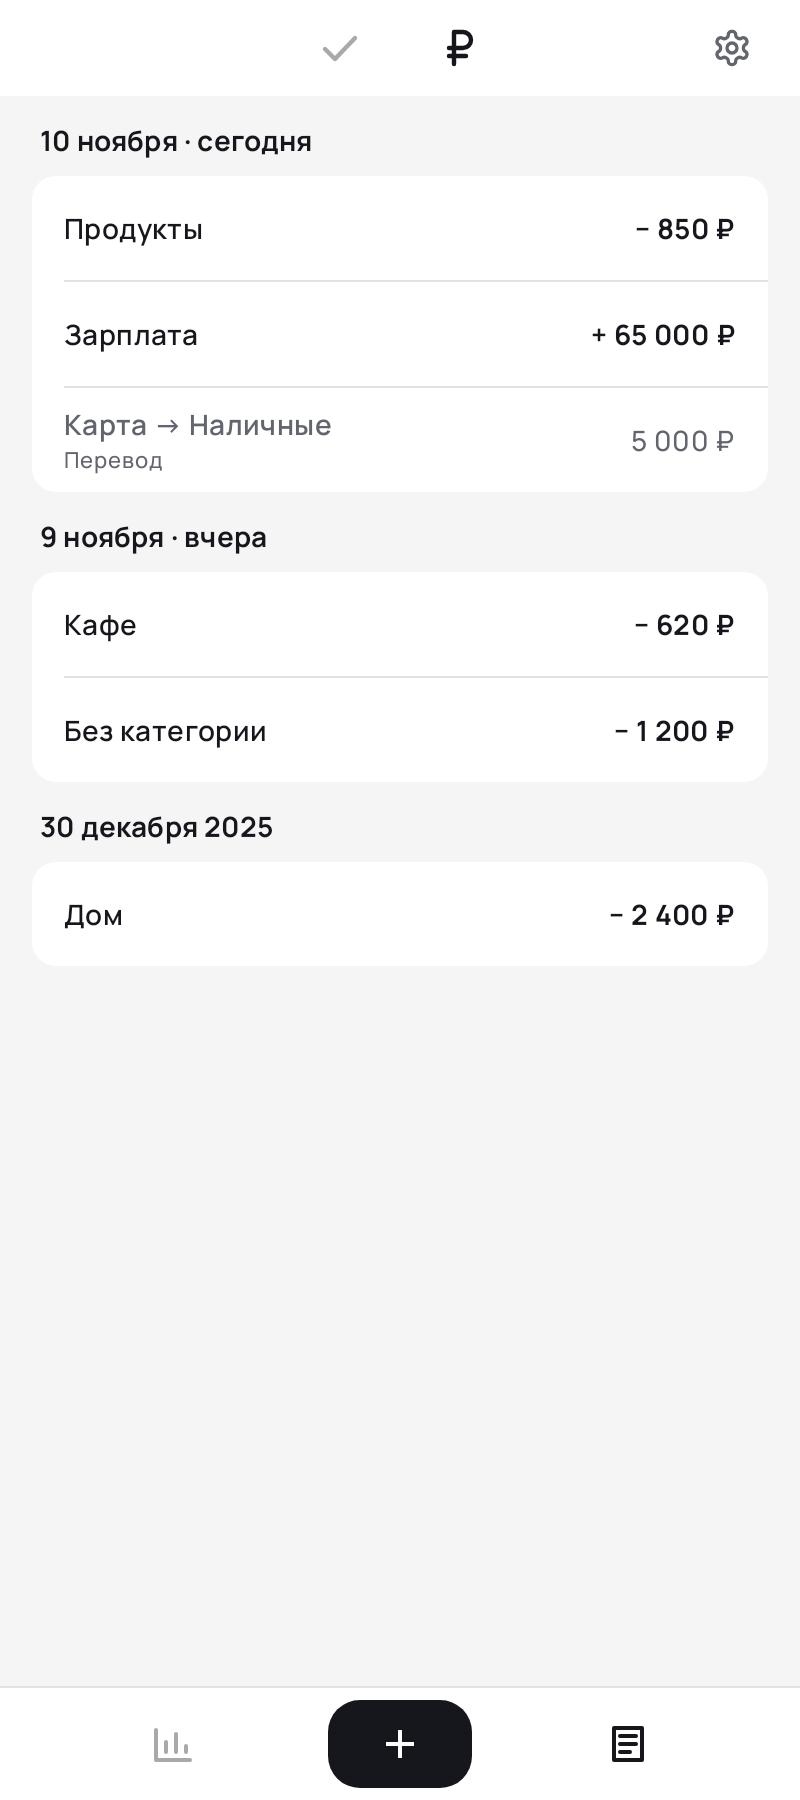 ₽
10 ноября · сегодня
Продукты − 850 ₽
Зарплата + 65 000 ₽
Карта → Наличные 5 000 ₽
Перевод
9 ноября · вчера
Кафе − 620 ₽
Без категории − 1 200 ₽
30 декабря 2025
Дом − 2 400 ₽